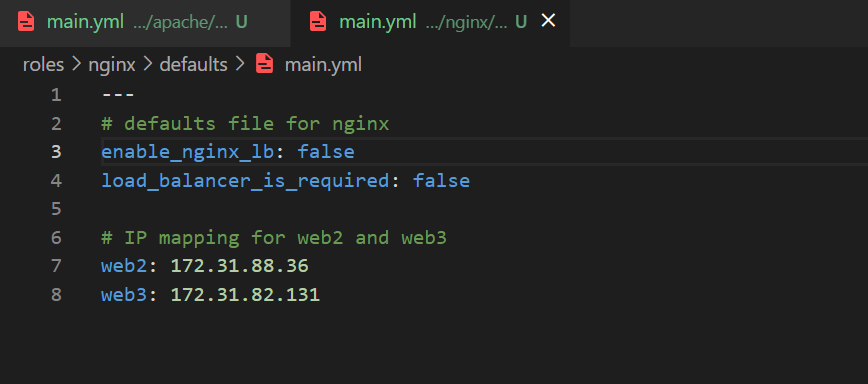 main.yml .../apache/... U main.yml .../nginx/... U
roles > nginx > defaults > main.yml
1 ---
2 # defaults file for nginx
3 enable_nginx_lb: false
4 load_balancer_is_required: false
5
6 # IP mapping for web2 and web3
7 web2: 172.31.88.36
8 web3: 172.31.82.131